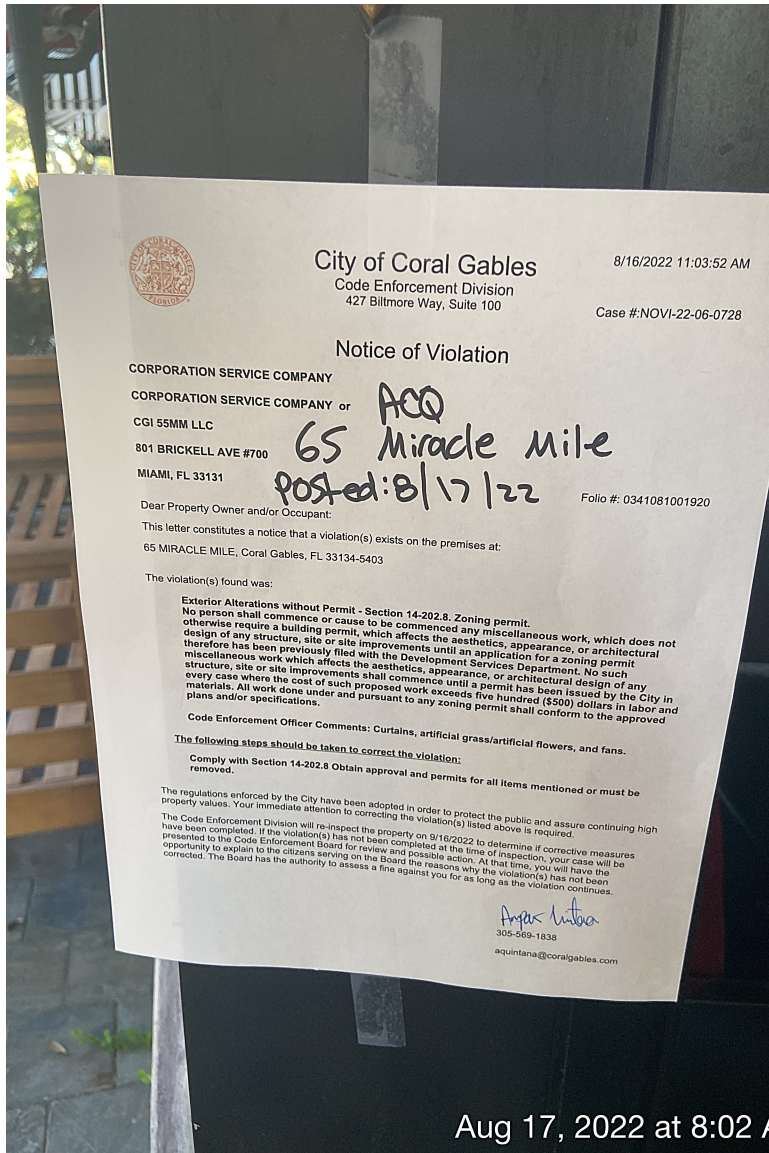 CITY OF CORAL GABLES
FLORIDA
City of Coral Gables
Code Enforcement Division
427 Biltmore Way, Suite 100
8/16/2022 11:03:52 AM
Case #:NOVI-22-06-0728
Notice of Violation
CORPORATION SERVICE COMPANY
CORPORATION SERVICE COMPANY or
ACQ
CGI 55MM LLC
65 Miracle Mile
801 BRICKELL AVE #700
MIAMI, FL 33131
Posted: 8/17/22
Folio #: 0341081001920
Dear Property Owner and/or Occupant:
This letter constitutes a notice that a violation(s) exists on the premises at:
65 MIRACLE MILE, Coral Gables, FL 33134-5403
The violation(s) found was:
Exterior Alterations without Permit - Section 14-202.8. Zoning permit.
No person shall commence or cause to be commenced any miscellaneous work, which does not
otherwise require a building permit, which affects the aesthetics, appearance, or architectural
design of any structure, site or site improvements until an application for a zoning permit
therefore has been previously filed with the Development Services Department. No such
miscellaneous work which affects the aesthetics, appearance, or architectural design of any
structure, site or site improvements shall commence until a permit has been issued by the City in
every case where the cost of such proposed work exceeds five hundred ($500) dollars in labor and
materials. All work done under and pursuant to any zoning permit shall conform to the approved
plans and/or specifications.
Code Enforcement Officer Comments: Curtains, artificial grass/artificial flowers, and fans.
The following steps should be taken to correct the violation:
Comply with Section 14-202.8 Obtain approval and permits for all items mentioned or must be
removed.
The regulations enforced by the City have been adopted in order to protect the public and assure continuing high
property values. Your immediate attention to correcting the violation(s) listed above is required.
The Code Enforcement Division will re-inspect the property on 9/16/2022 to determine if corrective measures
have been completed. If the violation(s) has not been completed at the time of inspection, your case will be
presented to the Code Enforcement Board for review and possible action. At that time, you will have the
opportunity to explain to the citizens serving on the Board the reasons why the violation(s) has not been
corrected. The Board has the authority to assess a fine against you for as long as the violation continues.
305-569-1838
aquintana@coralgables.com
Aug 17, 2022 at 8:02 A